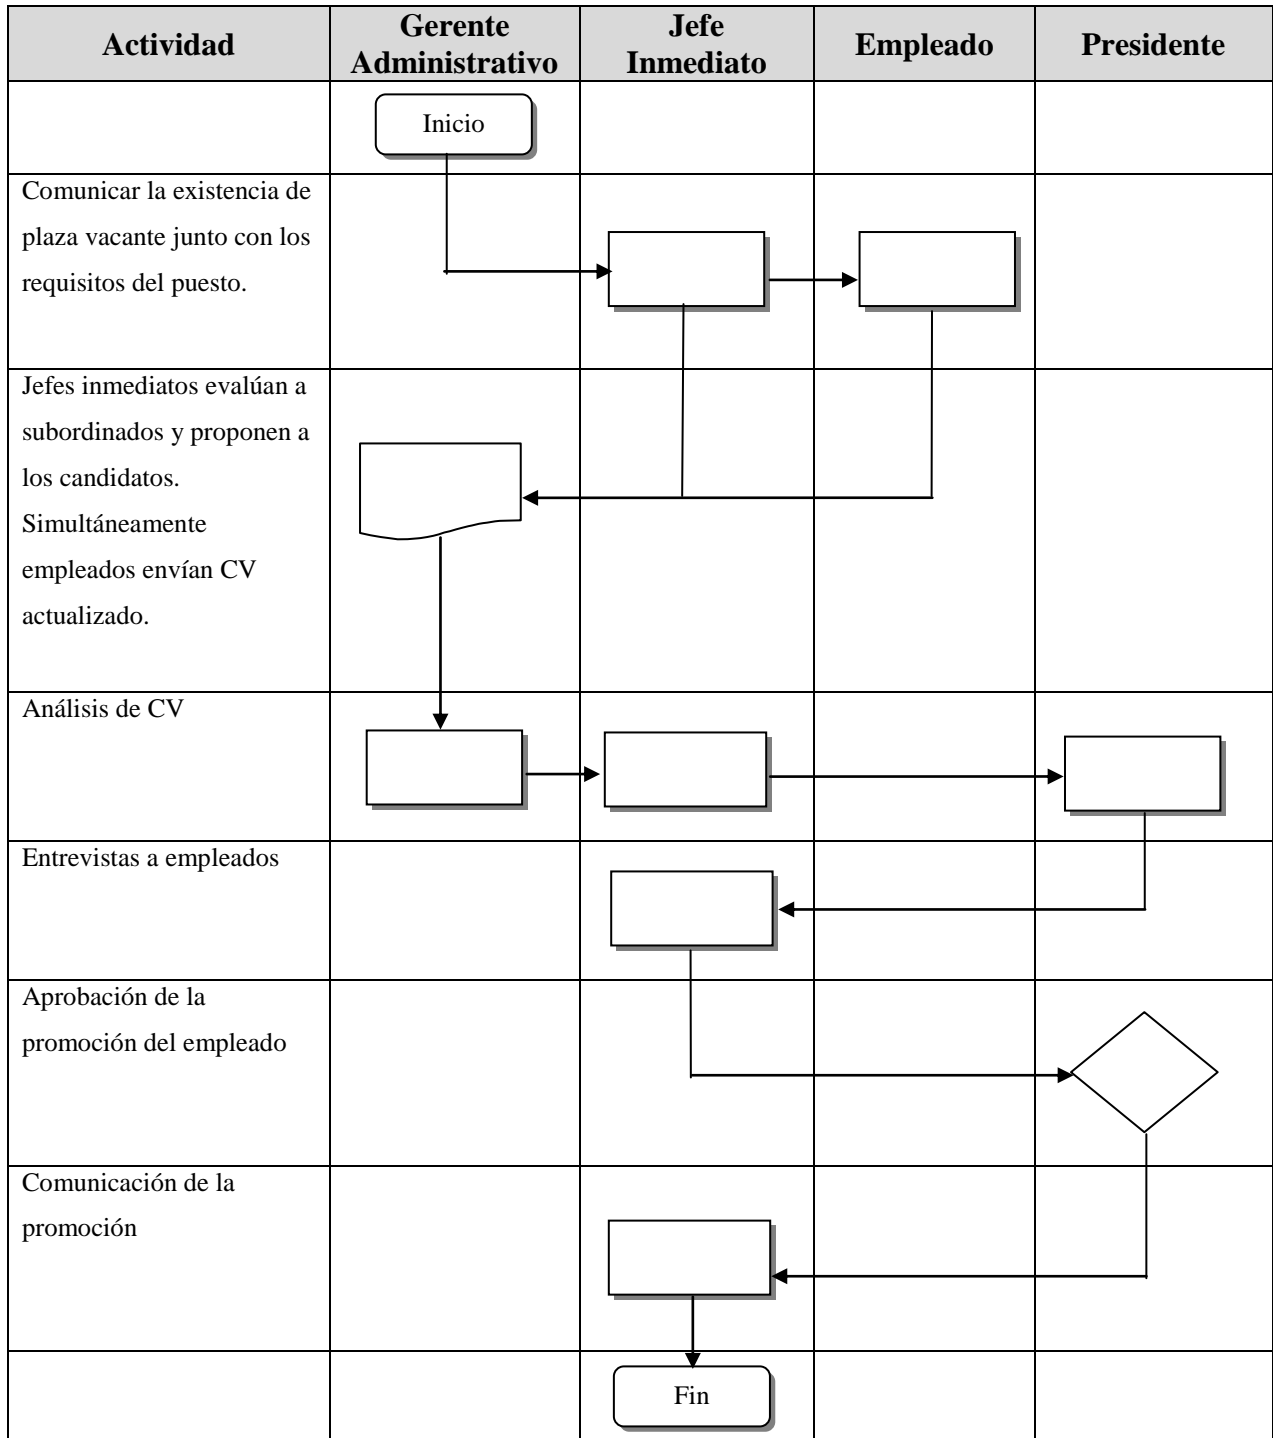 Actividad
Gerente
Administrativo
Jefe
Inmediato
Empleado
Presidente
Inicio
Comunicar la existencia de
plaza vacante junto con los
requisitos del puesto.
Jefes inmediatos evalúan a
subordinados y proponen a
los candidatos.
Simultáneamente
empleados envían CV
actualizado.
Análisis de CV
Entrevistas a empleados
Aprobación de la
promoción del empleado
Comunicación de la
promoción
Fin